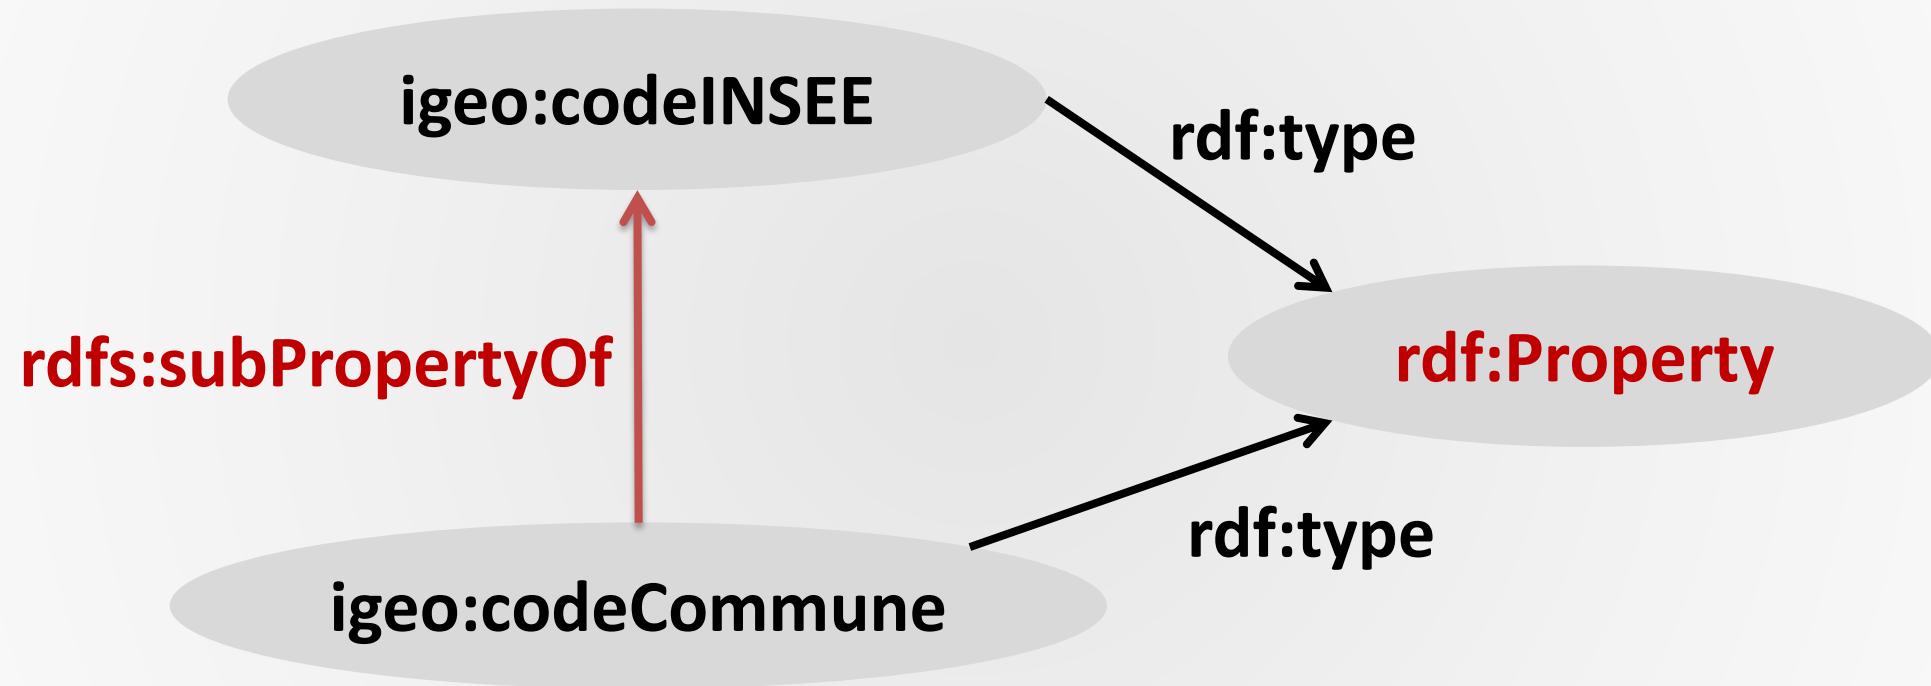 igeo:codeINSEE
rdf:type
rdfs:subPropertyOf
rdf:Property
rdf:type
igeo:codeCommune